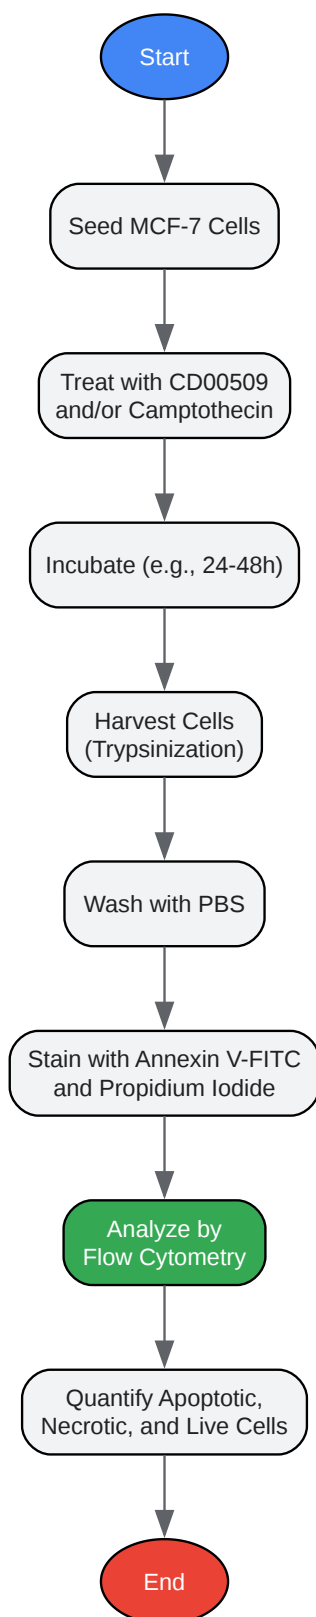 Start
Seed MCF-7 Cells
Treat with CD00509
and/or Camptothecin
Incubate (e.g., 24-48h)
Harvest Cells
(Trypsinization)
Wash with PBS
Stain with Annexin V-FITC
and Propidium Iodide
Analyze by
Flow Cytometry
Quantify Apoptotic,
Necrotic, and Live Cells
End